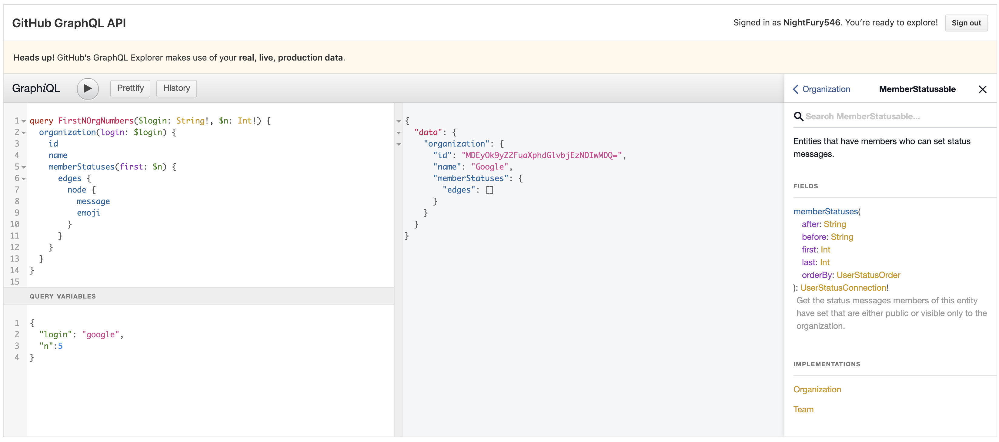 GitHub GraphQL API
Signed in as NightFury546. You're ready to explore!
Sign out
Heads up! GitHub's GraphQL Explorer makes use of your real, live, production data.
GraphiQL
Prettify
History
1 query FirstNOrgNumbers($login: String!, $n: Int!) {
2 organization(login: $login) {
3 id
4 name
5 memberStatuses(first: $n) {
6 edges {
7 node {
8 message
9 emoji
10 }
11 }
12 }
13 }
14 }
15
QUERY VARIABLES
1 {
2 "login": "google",
3 "n":5
4 }
{
"data": {
"organization": {
"id": "MDEyOk9yZ2FuaXphdGlvbjEzNDIwMDQ=",
"name": "Google",
"memberStatuses": {
"edges": []
}
}
}
}
Organization
MemberStatusable
Search MemberStatusable...
Entities that have members who can set status
messages.
FIELDS
memberStatuses(
after: String
before: String
first: Int
last: Int
orderBy: UserStatusOrder
): UserStatusConnection!
Get the status messages members of this entity
have set that are either public or visible only to the
organization.
IMPLEMENTATIONS
Organization
Team